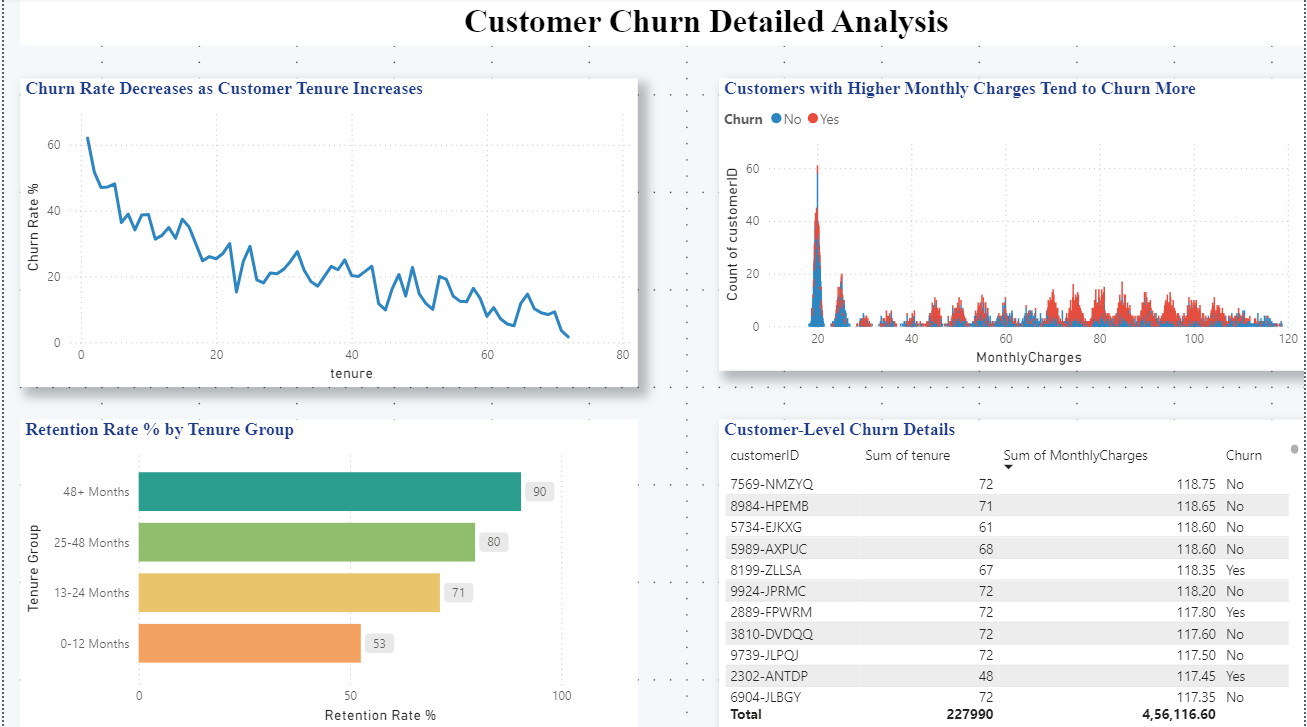 Customer Churn Detailed Analysis
Churn Rate Decreases as Customer Tenure Increases
Churn Rate %
60
40
20
0
0 20 40 60 80
tenure
Customers with Higher Monthly Charges Tend to Churn More
Churn No Yes
Count of customerID
60
40
20
0
20 40 60 80 100 120
MonthlyCharges
Retention Rate % by Tenure Group
Tenure Group
48+ Months 90
25-48 Months 80
13-24 Months 71
0-12 Months 53
0 50 100
Retention Rate %
Customer-Level Churn Details
customerID Sum of tenure Sum of MonthlyCharges Churn
7569-NMZYQ 72 118.75 No
8984-HPEMB 71 118.65 No
5734-EJKXG 61 118.60 No
5989-AXPUC 68 118.60 No
8199-ZLLSA 67 118.35 Yes
9924-JPRMC 72 118.20 No
2889-FPWRM 72 117.80 Yes
3810-DVDQQ 72 117.60 No
9739-JLPQJ 72 117.50 No
2302-ANTDP 48 117.45 Yes
6904-JLBGY 72 117.35 No
Total 227990 4,56,116.60